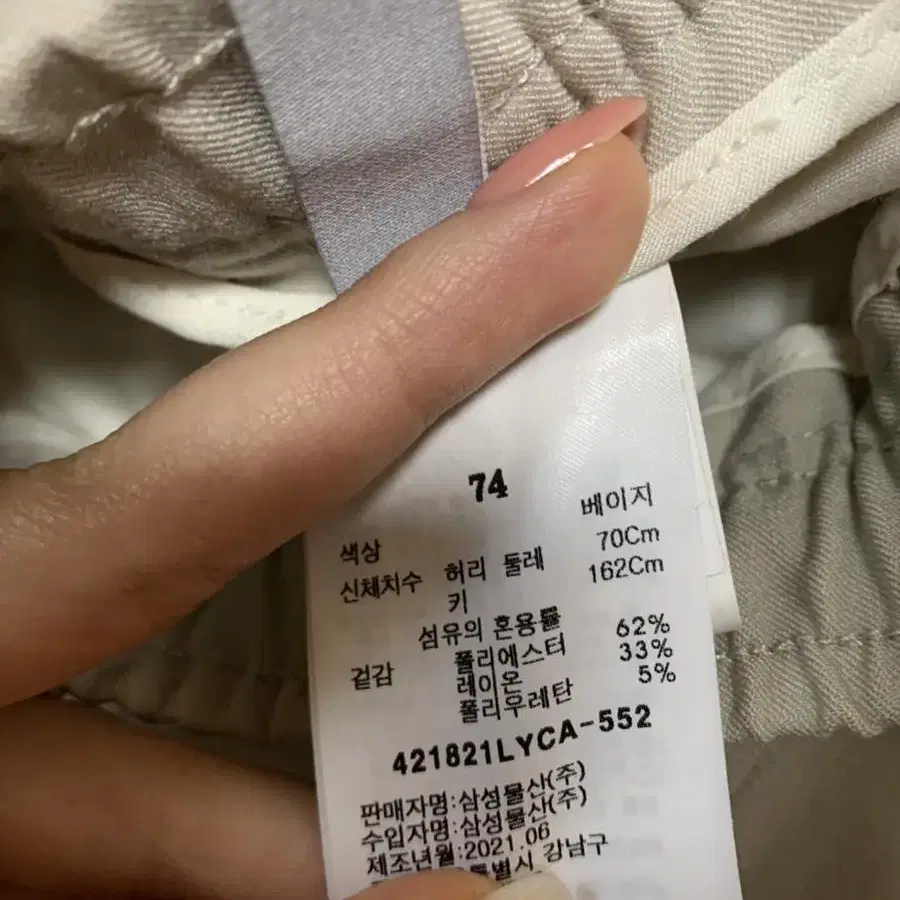 74
색상 베이지
신체치수 허리 둘레 70Cm
키 162Cm
섬유의 혼용률
겉감 폴리에스터 62%
레이온 33%
폴리우레탄 5%
421821LYCA-552
판매자명:삼성물산(주)
수입자명:삼성물산(주)
제조년월:2021.06
특별시 강남구